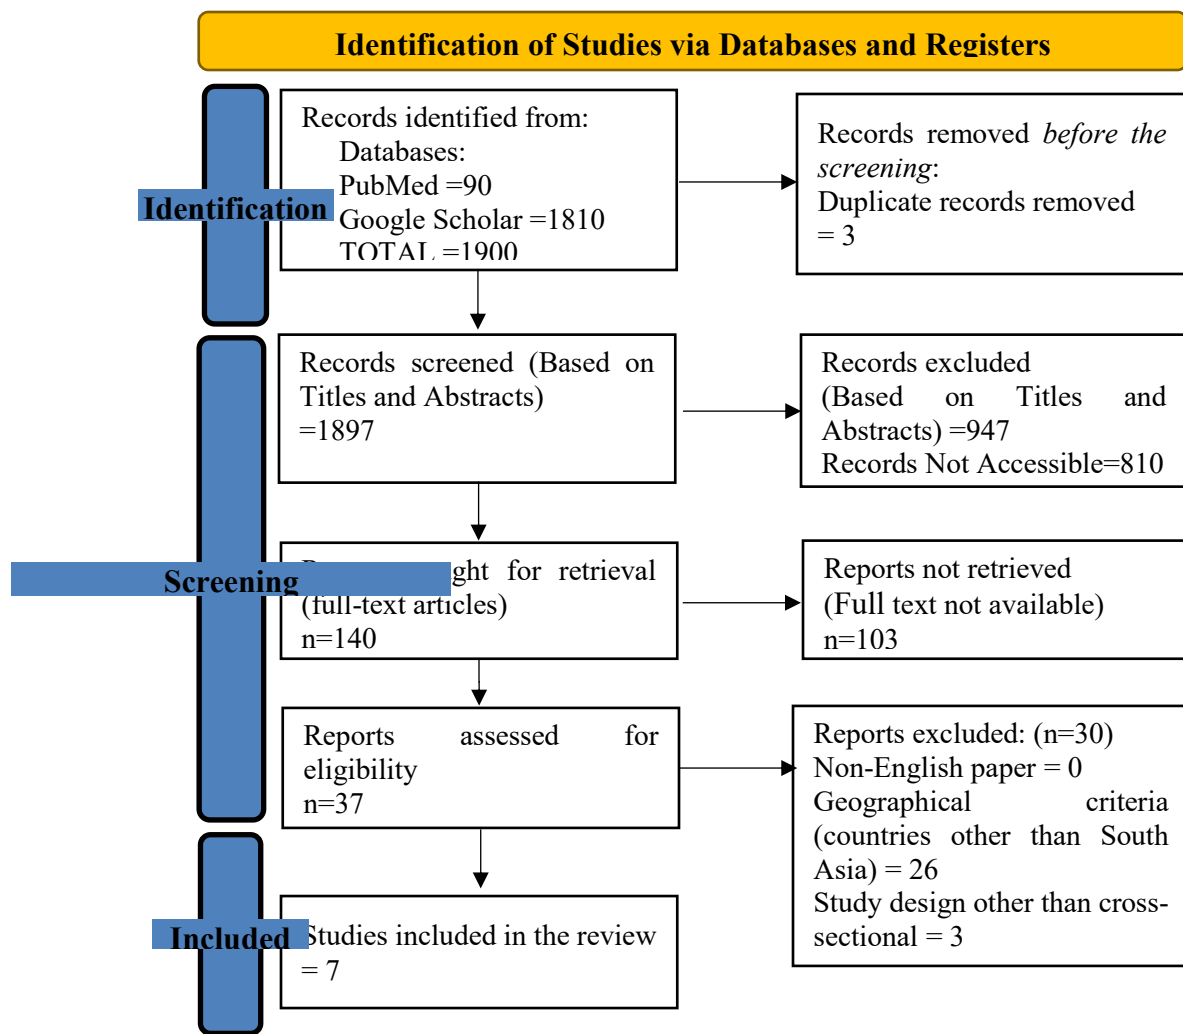 Identification of Studies via Databases and Registers
Identification
Records identified from:
Databases:
PubMed =90
Google Scholar =1810
TOTAL =1900
Records removed before the
screening:
Duplicate records removed
= 3
Screening
Records screened (Based on
Titles and Abstracts)
=1897
Records excluded
(Based on Titles and
Abstracts) =947
Records Not Accessible=810
for retrieval
(full-text articles)
n=140
Reports not retrieved
(Full text not available)
n=103
Reports assessed for
eligibility
n=37
Reports excluded: (n=30)
Non-English paper = 0
Geographical criteria
(countries other than South
Asia) = 26
Study design other than cross-
sectional = 3
Included
Studies included in the review
= 7